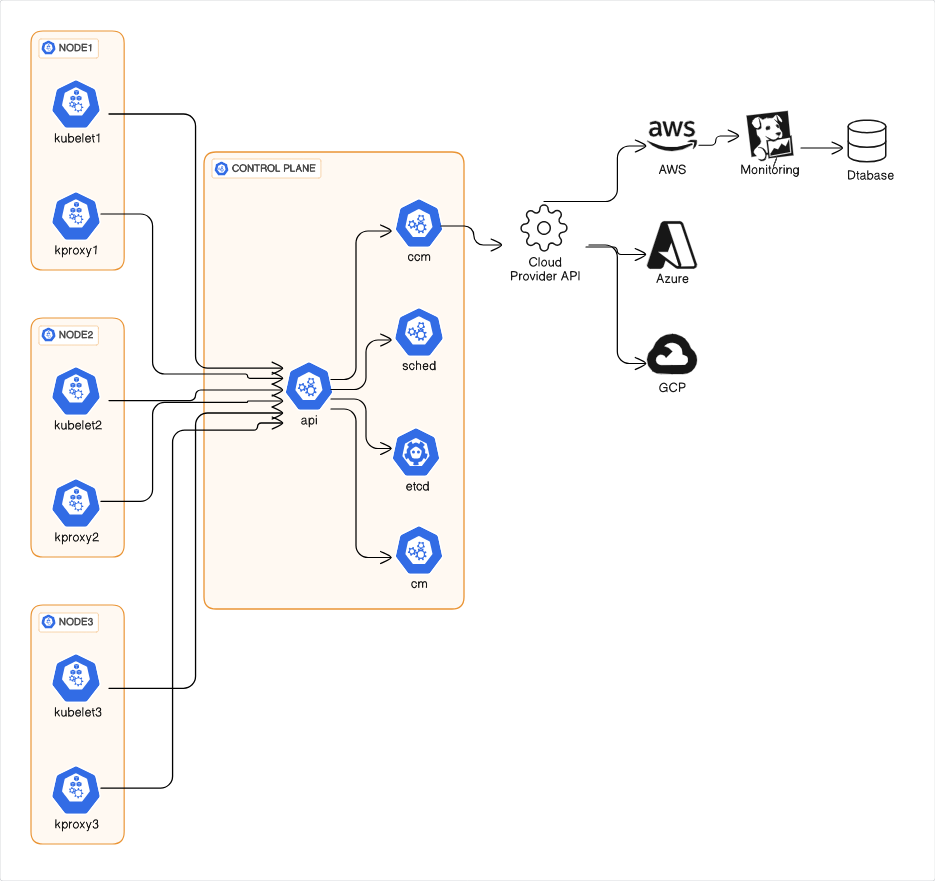 NODE1
kubelet1
kproxy1
NODE2
kubelet2
kproxy2
NODE3
kubelet3
kproxy3
CONTROL PLANE
api
ccm
sched
etcd
cm
Cloud
Provider API
aws
AWS
Azure
GCP
Monitoring
Dtabase